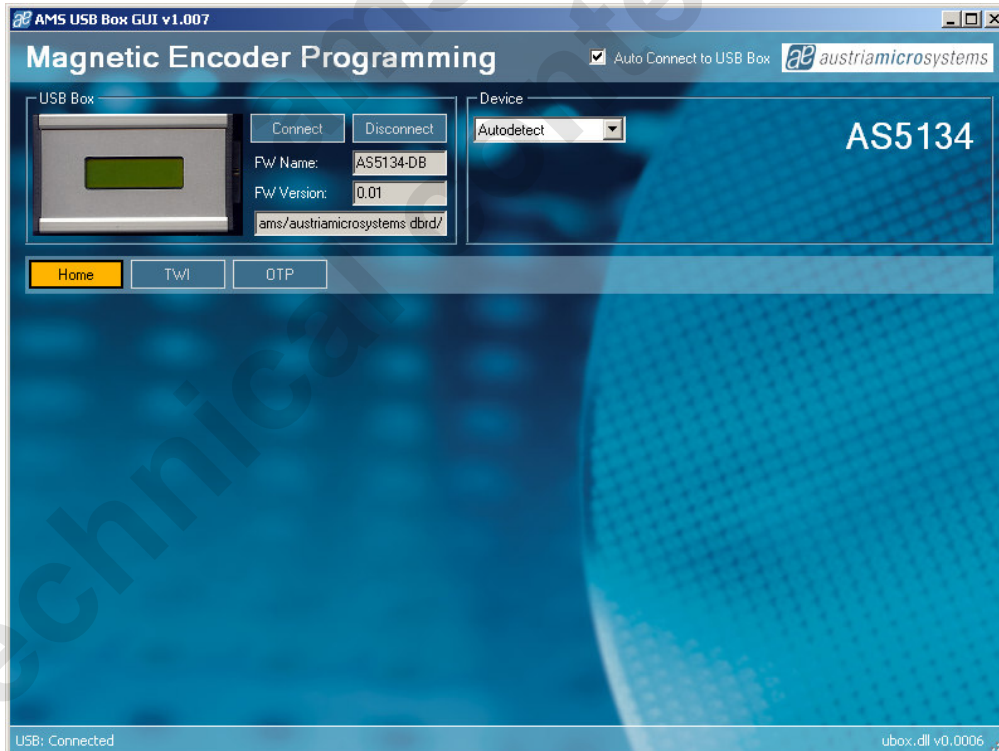 AMS USB Box GUI v1.007
Magnetic Encoder Programming
Auto Connect to USB Box
austriamicrosystems
USB Box
Connect
Disconnect
FW Name:
AS5134-DB
FW Version:
0.01
ams/austriamicrosystems dbrd/
Device
Autodetect
AS5134
Home
TWI
OTP
USB: Connected
ubox.dll v0.0006